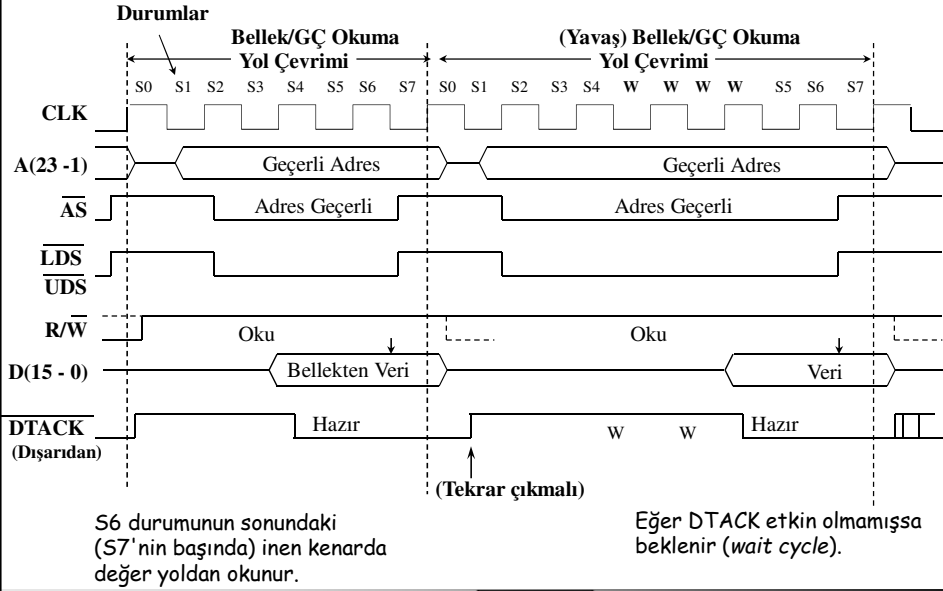 Durumlar
Bellek/GÇ Okuma
Yol Çevrimi
(Yavaş) Bellek/GÇ Okuma
Yol Çevrimi
S0 S1 S2 S3 S4 S5 S6 S7 S0 S1 S2 S3 S4 W W W W S5 S6 S7
CLK
A(23 -1) Geçerli Adres Geçerli Adres
AS Adres Geçerli Adres Geçerli
LDS
UDS
R/W Oku Oku
D(15 - 0) Bellekten Veri Veri
DTACK Hazır W W Hazır
(Dışarıdan)
(Tekrar çıkmalı)
S6 durumunun sonundaki
(S7'nin başında) inen kenarda
değer yoldan okunur.
Eğer DTACK etkin olmamışsa
beklenir (wait cycle).